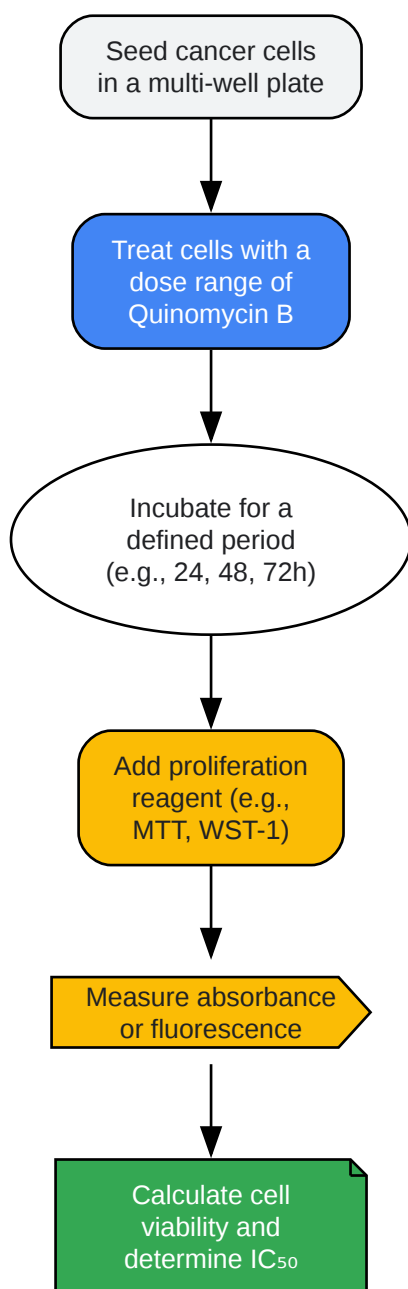 Seed cancer cells
in a multi-well plate
Treat cells with a
dose range of
Quinomycin B
Incubate for a
defined period
(e.g., 24, 48, 72h)
Add proliferation
reagent (e.g.,
MTT, WST-1)
Measure absorbance
or fluorescence
Calculate cell
viability and
determine IC₅₀